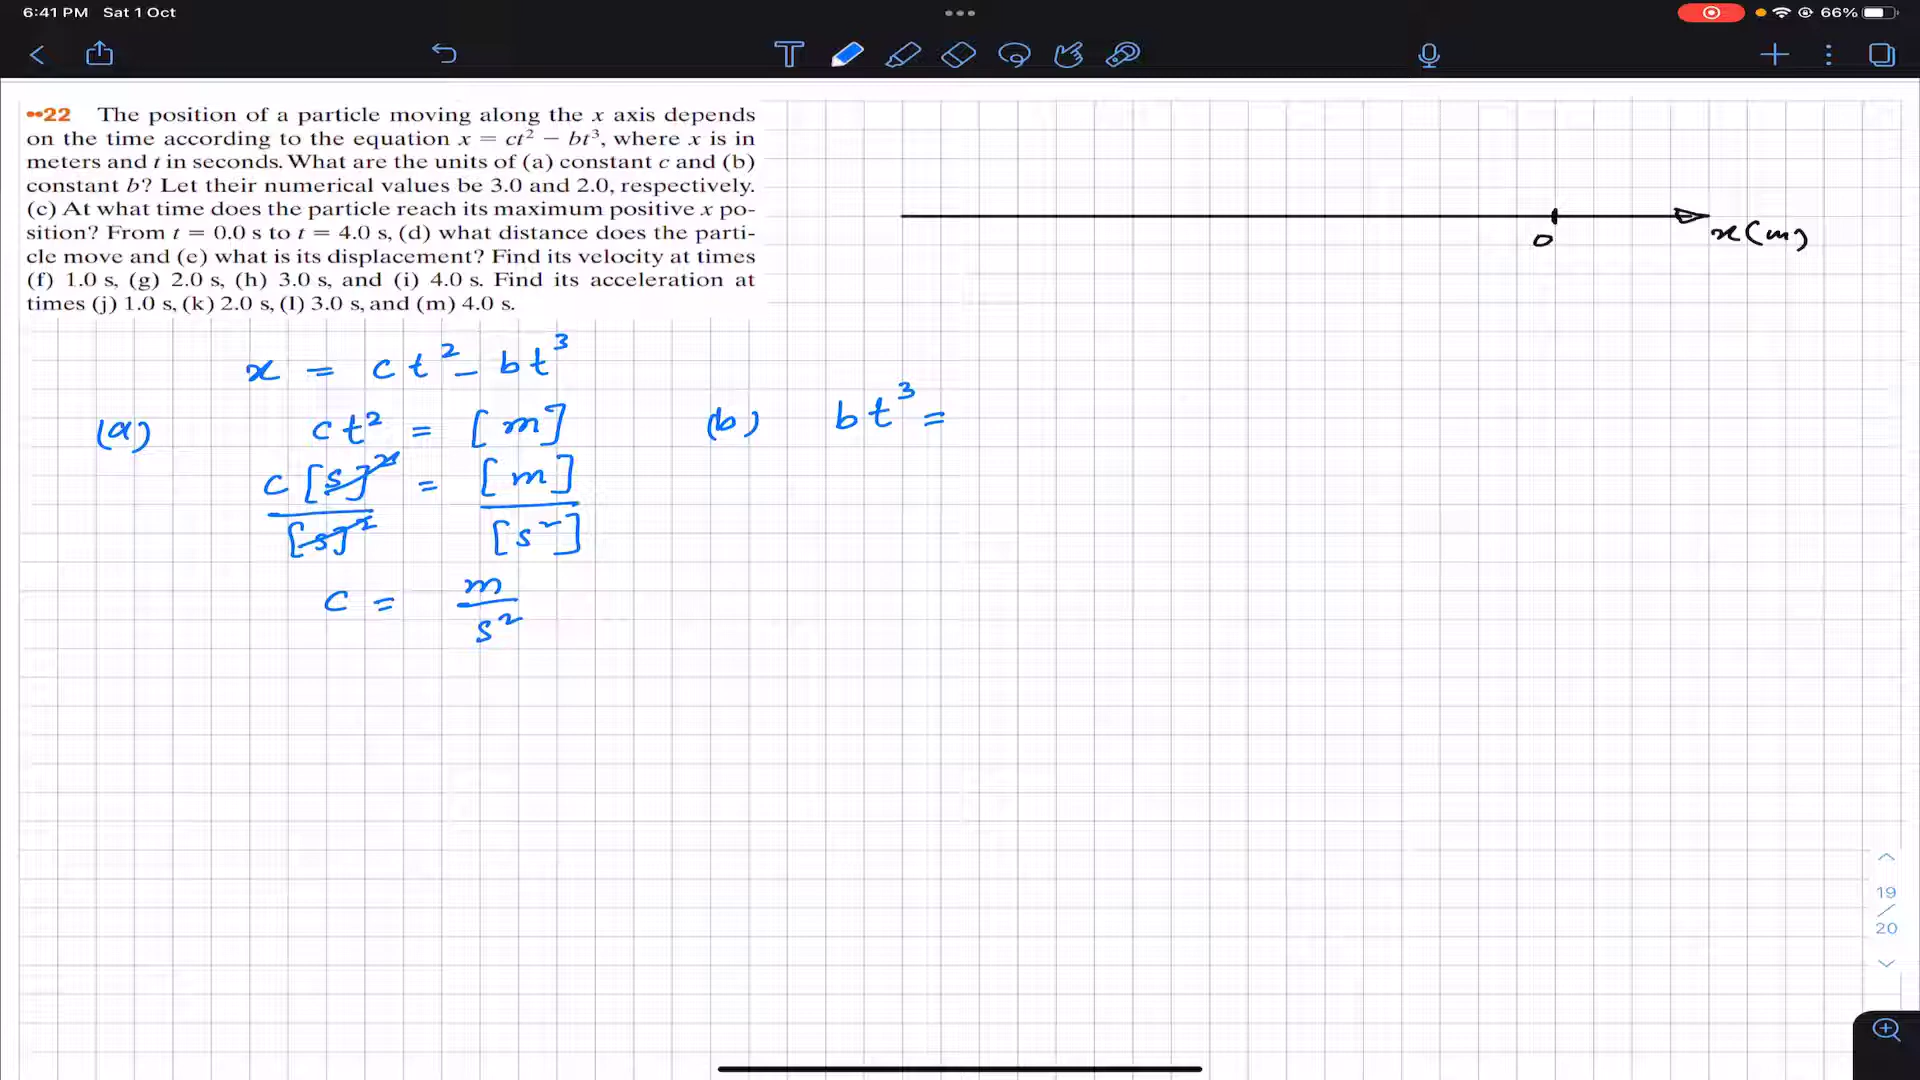 6:41 PM Sat 1 Oct
66%
••22 The position of a particle moving along the x axis depends
on the time according to the equation x = ct² − bt³, where x is in
meters and t in seconds. What are the units of (a) constant c and (b)
constant b? Let their numerical values be 3.0 and 2.0, respectively.
(c) At what time does the particle reach its maximum positive x po-
sition? From t = 0.0 s to t = 4.0 s, (d) what distance does the parti-
cle move and (e) what is its displacement? Find its velocity at times
(f) 1.0 s, (g) 2.0 s, (h) 3.0 s, and (i) 4.0 s. Find its acceleration at
times (j) 1.0 s, (k) 2.0 s, (l) 3.0 s, and (m) 4.0 s.
0
x(m)
x = ct² − bt³
(a) ct² = [m]
c[s]² = [m]
[s]² [s²]
c = m
s²
(b) bt³ =
19
/
20